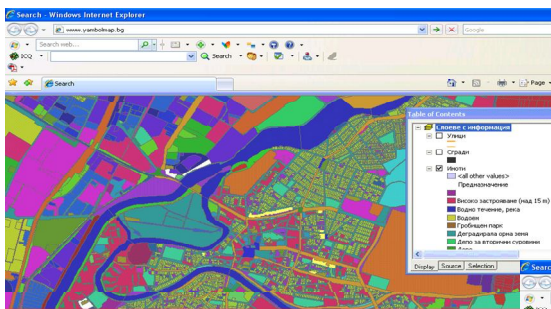 Search - Windows Internet Explorer
www.yambolmap.bg
Google
Search web...
ICQ
Search
Search
Page
Table of Contents
Слоеве с информация
Улици
Сгради
Имоти
<all other values>
Предназначение
Високо застрояване (над 15 m)
Водно течение, река
Водоем
Гробищен парк
Деградирала орна земя
Депо за вторични суровини
Display Source Selection
Searc